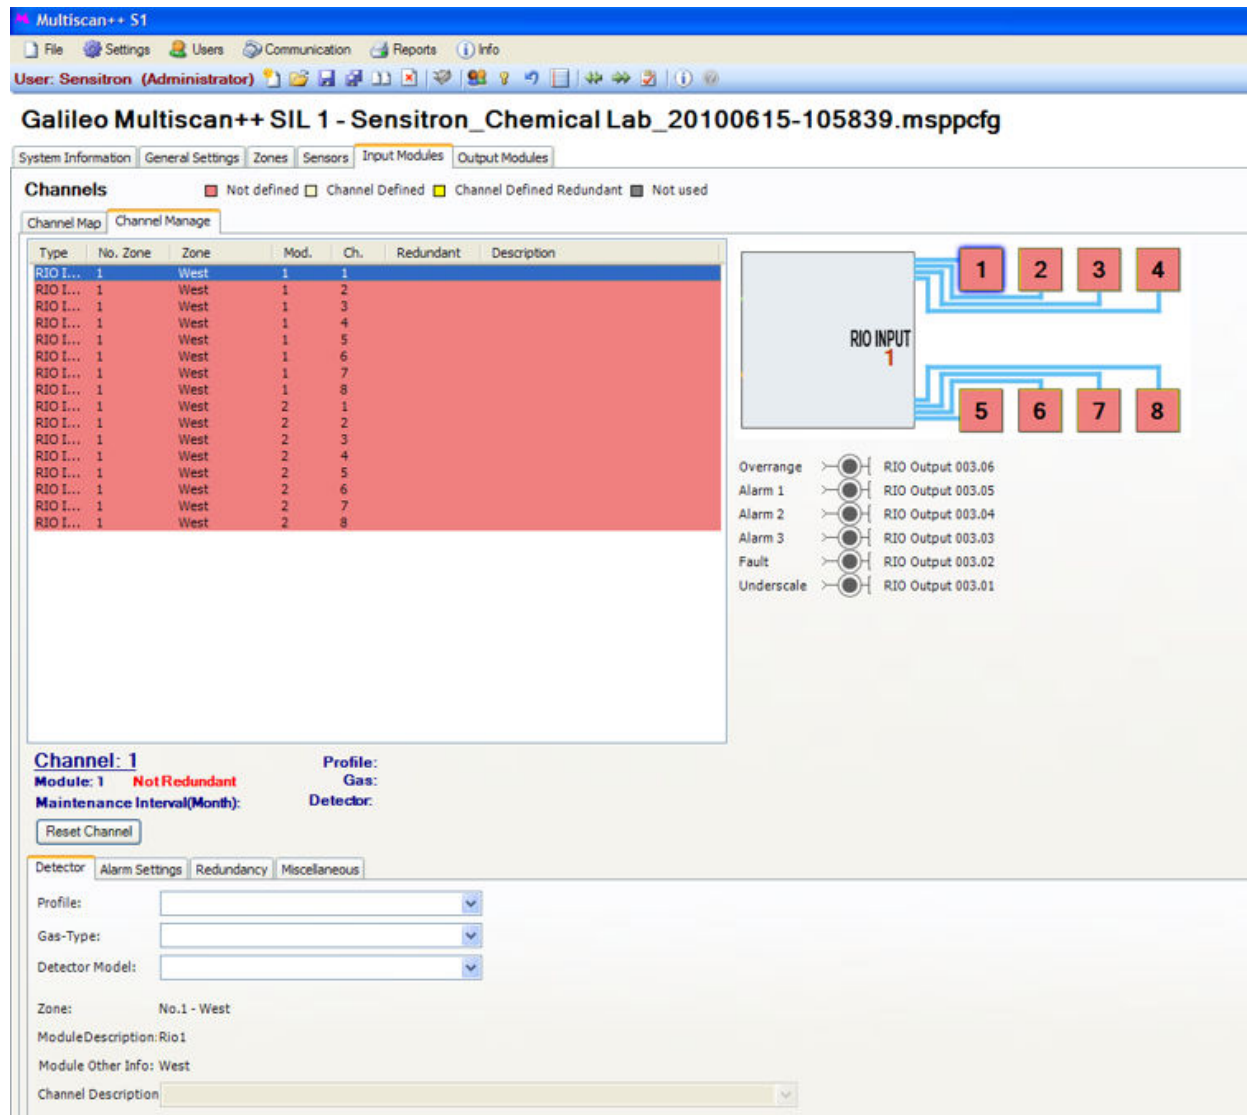 Multiscan++ S1
File Settings Users Communication Reports Info
User: Sensitron (Administrator)
Galileo Multiscan++ SIL 1 - Sensitron_Chemical Lab_20100615-105839.msppcfg
System Information General Settings Zones Sensors Input Modules Output Modules
Channels Not defined Channel Defined Channel Defined Redundant Not used
Channel Map Channel Manage
Type No. Zone Zone Mod. Ch. Redundant Description
RIO I... 1 West 1 1
RIO I... 1 West 1 2
RIO I... 1 West 1 3
RIO I... 1 West 1 4
RIO I... 1 West 1 5
RIO I... 1 West 1 6
RIO I... 1 West 1 7
RIO I... 1 West 1 8
RIO I... 1 West 2 1
RIO I... 1 West 2 2
RIO I... 1 West 2 3
RIO I... 1 West 2 4
RIO I... 1 West 2 5
RIO I... 1 West 2 6
RIO I... 1 West 2 7
RIO I... 1 West 2 8
1 2 3 4
RIO INPUT
1
5 6 7 8
Overrange RIO Output 003.06
Alarm 1 RIO Output 003.05
Alarm 2 RIO Output 003.04
Alarm 3 RIO Output 003.03
Fault RIO Output 003.02
Underscale RIO Output 003.01
Channel: 1 Profile:
Module: 1 Not Redundant Gas:
Maintenance Interval(Month): Detector:
Reset Channel
Detector Alarm Settings Redundancy Miscellaneous
Profile:
Gas-Type:
Detector Model:
Zone: No.1 - West
ModuleDescription: Rio1
Module Other Info: West
Channel Description